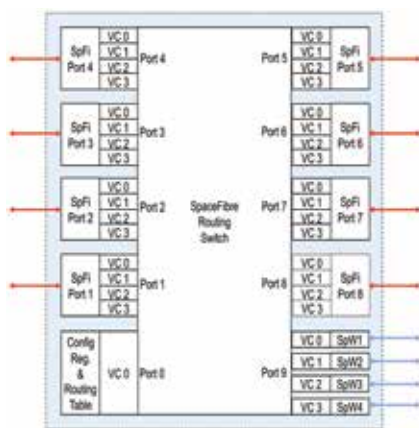 SpFi Port 4
VC 0
VC 1
VC 2
VC 3
Port 4
SpFi Port 3
VC 0
VC 1
VC 2
VC 3
Port 3
SpFi Port 2
VC 0
VC 1
VC 2
VC 3
Port 2
SpFi Port 1
VC 0
VC 1
VC 2
VC 3
Port 1
Config Reg. & Routing Table
VC 0
Port 0
SpaceFibre
Routing
Switch
Port 5
VC 0
VC 1
VC 2
VC 3
SpFi Port 5
Port 6
VC 0
VC 1
VC 2
VC 3
SpFi Port 6
Port 7
VC 0
VC 1
VC 2
VC 3
SpFi Port 7
Port 8
VC 0
VC 1
VC 2
VC 3
SpFi Port 8
Port 9
VC 0 SpW1
VC 1 SpW2
VC 2 SpW3
VC 3 SpW4